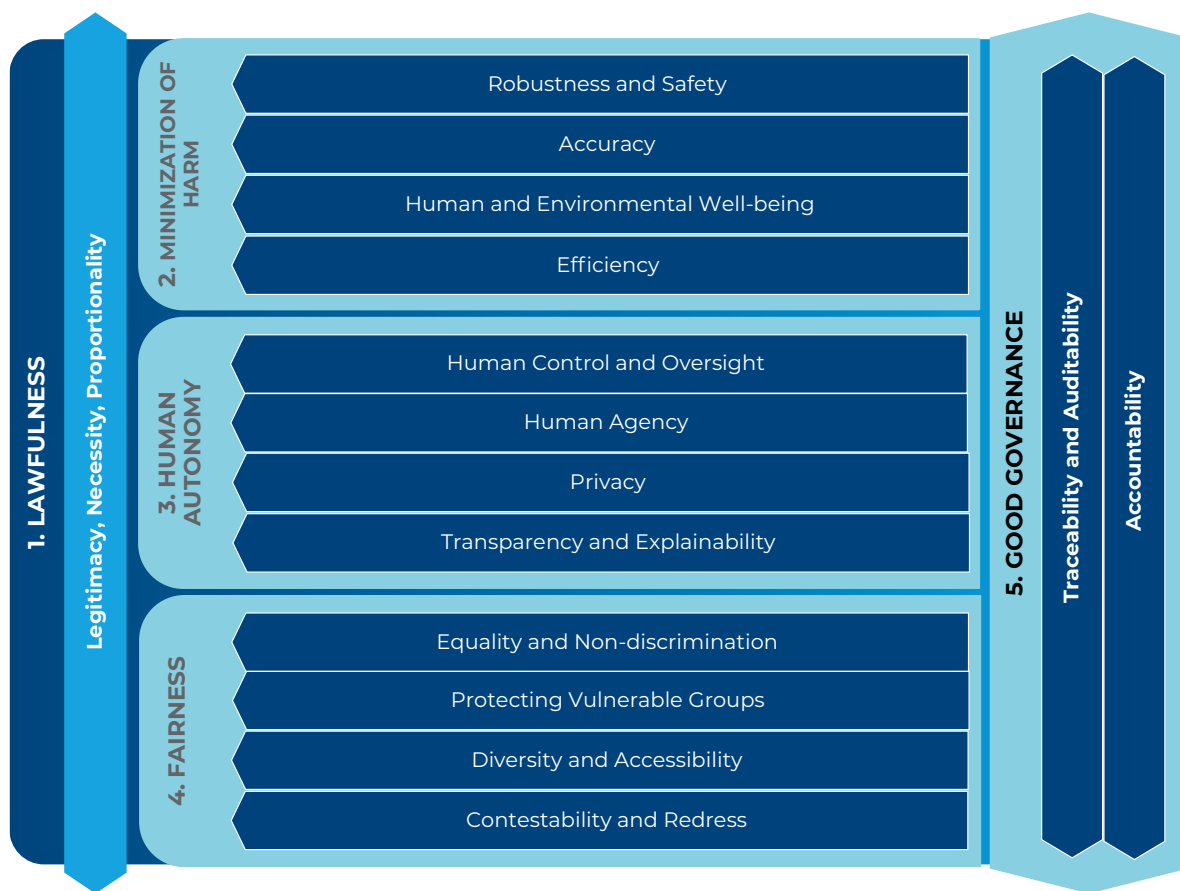 1. LAWFULNESS
Legitimacy, Necessity, Proportionality
2. MINIMIZATION OF
HARM
Robustness and Safety
Accuracy
Human and Environmental Well-being
Efficiency
3. HUMAN
AUTONOMY
Human Control and Oversight
Human Agency
Privacy
Transparency and Explainability
4. FAIRNESS
Equality and Non-discrimination
Protecting Vulnerable Groups
Diversity and Accessibility
Contestability and Redress
5. GOOD GOVERNANCE
Traceability and Auditability
Accountability